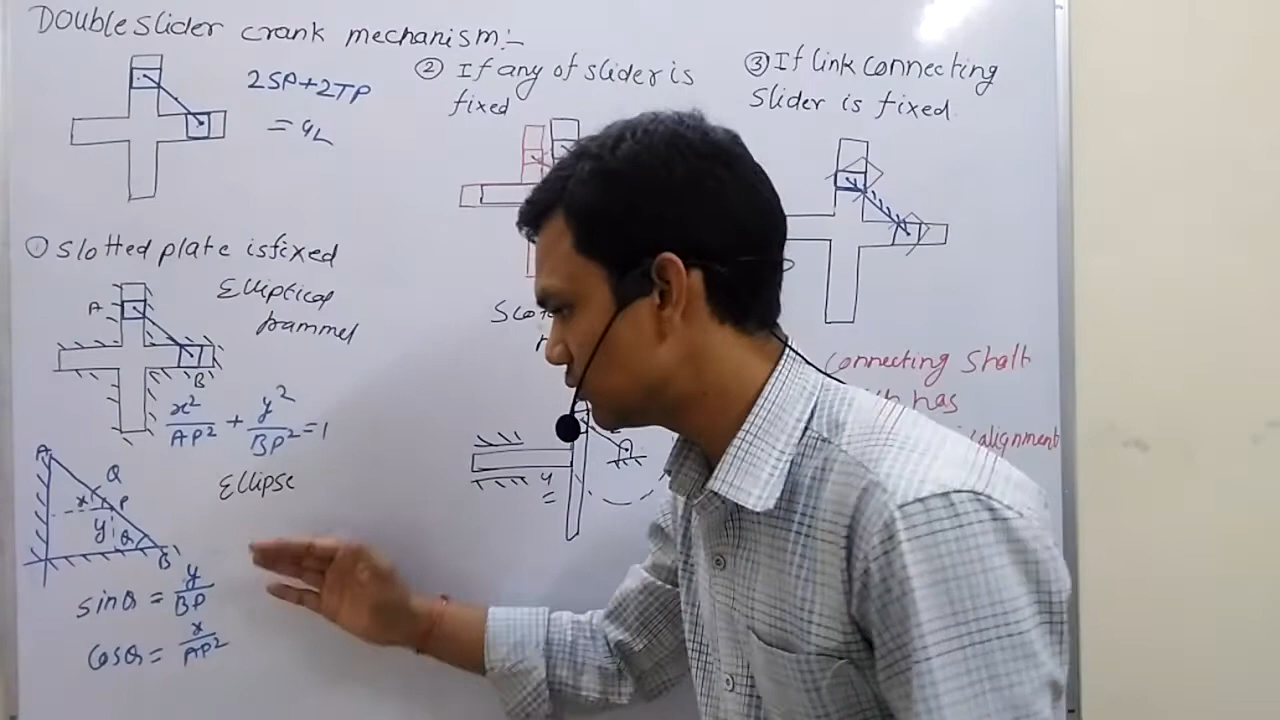 Double slider crank mechanism:-
2SP+2TP
= 4L
① Slotted plate is fixed
Elliptical
trammel
A
B
x²/AP² + y²/BP² = 1
Ellipse
A
Q
x
P
y
θ
B
sinθ = y/BP
cosθ = x/AP²
② If any of slider is
fixed
4
③ If link connecting
Slider is fixed.
Connecting Shaft
has
alignment